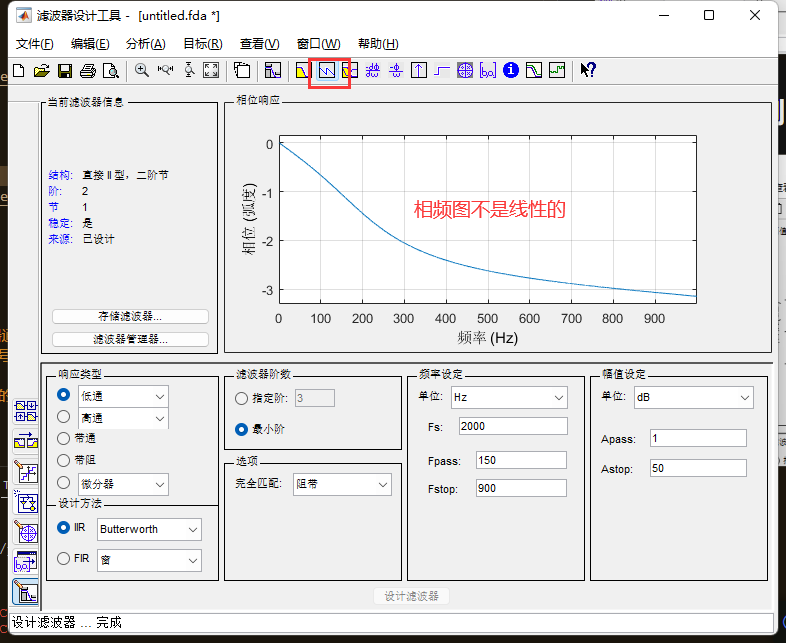 滤波器设计工具 - [untitled.fda *]
文件(F) 编辑(E) 分析(A) 目标(R) 查看(V) 窗口(W) 帮助(H)
当前滤波器信息
结构: 直接 II 型，二阶节
阶: 2
节 1
稳定: 是
来源: 已设计
存储滤波器...
滤波器管理器...
相位响应
相位 (弧度)
0
-1
-2
-3
相频图不是线性的
0 100 200 300 400 500 600 700 800 900
频率 (Hz)
响应类型
低通
高通
带通
带阻
微分器
设计方法
IIR Butterworth
FIR 窗
滤波器阶数
指定阶: 3
最小阶
选项
完全匹配: 阻带
频率设定
单位: Hz
Fs: 2000
Fpass: 150
Fstop: 900
幅值设定
单位: dB
Apass: 1
Astop: 50
设计滤波器
设计滤波器 ... 完成